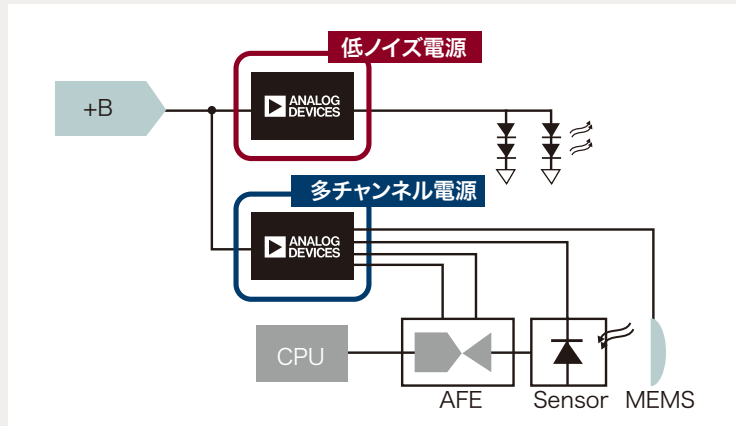 低ノイズ電源
+B
ANALOG
DEVICES
多チャンネル電源
ANALOG
DEVICES
CPU
AFE
Sensor
MEMS